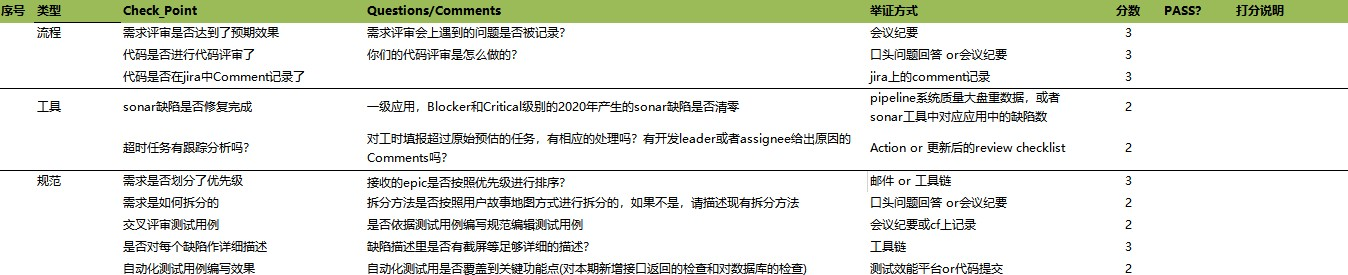 序号 类型 Check_Point Questions/Comments 举证方式 分数 PASS? 打分说明
流程 需求评审是否达到了预期效果 需求评审会上遇到的问题是否被记录? 会议纪要 3
代码是否进行代码评审了 你们的代码评审是怎么做的? 口头问题回答 or会议纪要 3
代码是否在jira中Comment记录了 jira上的comment记录 3
工具 sonar缺陷是否修复完成 一级应用，Blocker和Critical级别的2020年产生的sonar缺陷是否清零 pipeline系统质量大盘重数据，或者 2
sonar工具中对应应用中的缺陷数
超时任务有跟踪分析吗? 对工时填报超过原始预估的任务，有相应的处理吗? 有开发leader或者assignee给出原因的 Action or 更新后的review checklist 2
Comments吗?
规范 需求是否划分了优先级 接收的epic是否按照优先级进行排序? 邮件 or 工具链 3
需求是如何拆分的 拆分方法是否按照用户故事地图方式进行拆分的，如果不是，请描述现有拆分方法 口头问题回答 or会议纪要 2
交叉评审测试用例 是否依据测试用例编写规范编辑测试用例 会议纪要或cf上记录 2
是否对每个缺陷作详细描述 缺陷描述里是否有截屏等足够详细的描述? 工具链 3
自动化测试用例编写效果 自动化测试用是否覆盖到关键功能点(对本期新增接口返回的检查和对数据库的检查) 测试效能平台or代码提交 2